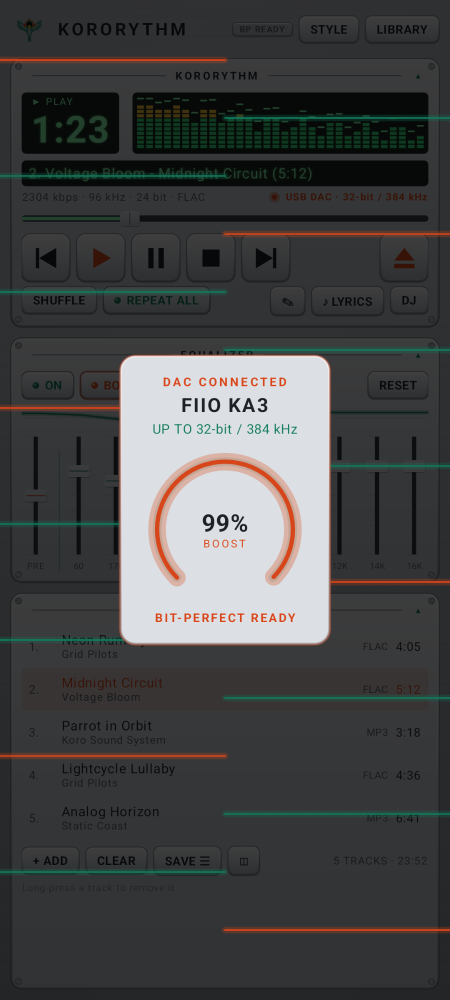 KORORYTHM
BP READY
STYLE
LIBRARY
KORORYTHM
▲
► PLAY
1:23
2. Voltage Bloom - Midnight Circuit (5:12)
2304 kbps · 96 kHz · 24 bit · FLAC
USB DAC · 32-bit / 384 kHz
SHUFFLE
REPEAT ALL
♪ LYRICS
DJ
EQUALIZER
▲
ON
BO
RESET
DAC CONNECTED
FIIO KA3
UP TO 32-bit / 384 kHz
99%
BOOST
BIT-PERFECT READY
PRE
60
12K
14K
16K
▲
1.
Neon
Grid Pilots
FLAC
4:05
2.
Midnight Circuit
Voltage Bloom
FLAC
5:12
3.
Parrot in Orbit
Koro Sound System
MP3
3:18
4.
Lightcycle Lullaby
Grid Pilots
FLAC
4:36
5.
Analog Horizon
Static Coast
MP3
6:41
+ ADD
CLEAR
SAVE ☰
5 TRACKS · 23:52
Long-press a track to remove it